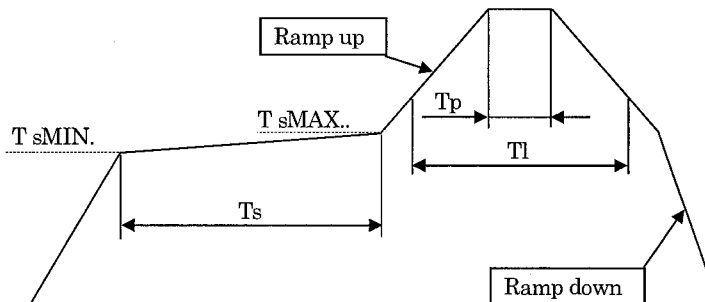 Ramp up
T sMAX..
Tp
T sMIN.
Tl
Ts
Ramp down